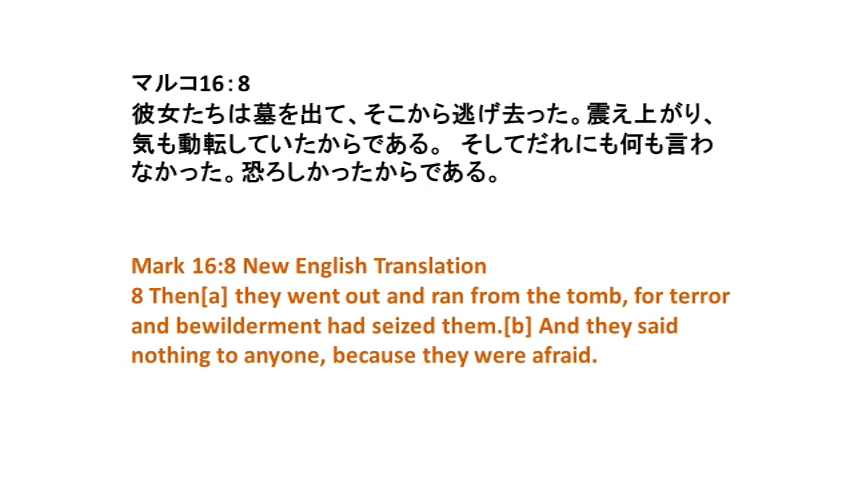 マルコ16：8
彼女たちは墓を出て、そこから逃げ去った。震え上がり、
気も動転していたからである。 そしてだれにも何も言わ
なかった。恐ろしかったからである。
Mark 16:8 New English Translation
8 Then[a] they went out and ran from the tomb, for terror
and bewilderment had seized them.[b] And they said
nothing to anyone, because they were afraid.